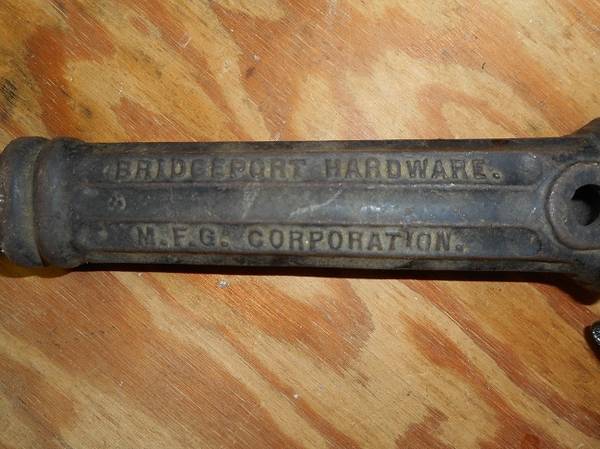 BRIDGEPORT HARDWARE.
M.F.G. CORPORATION.